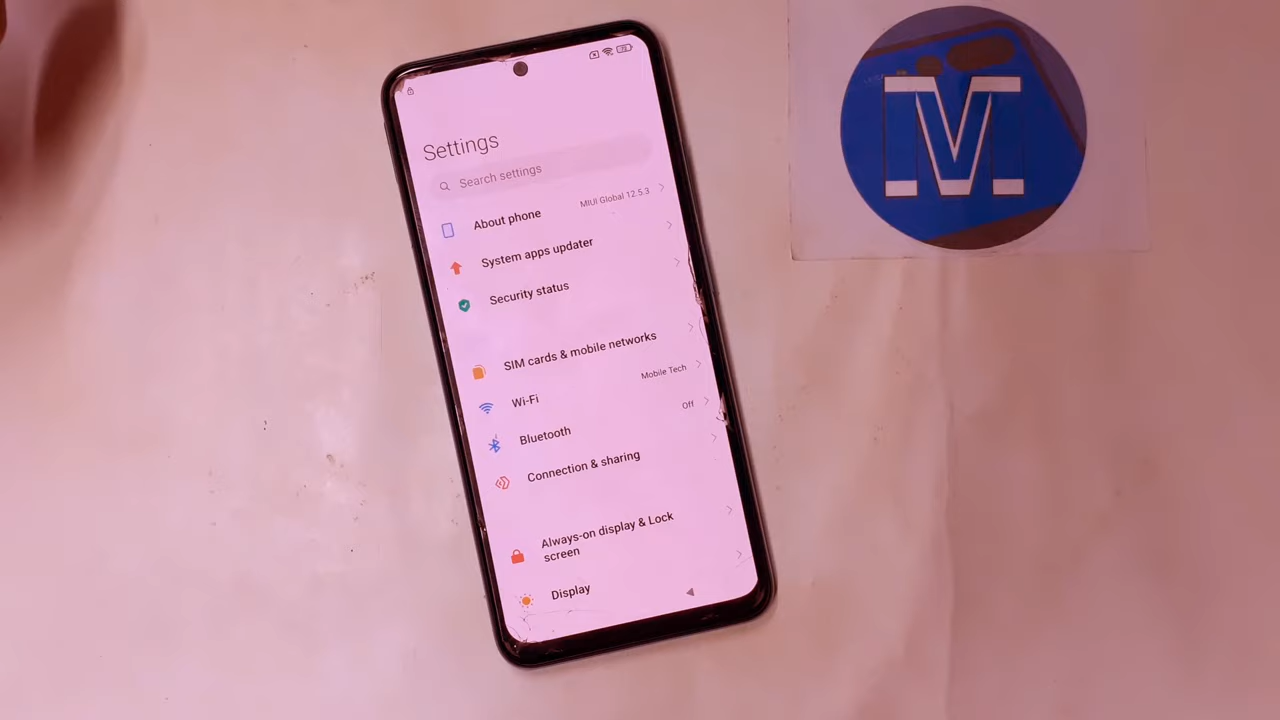 Settings
Search settings
About phone
MIUI Global 12.5.3
System apps updater
Security status
SIM cards & mobile networks
Wi-Fi
Mobile Tech
Bluetooth
Off
Connection & sharing
Always-on display & Lock
screen
Display
M